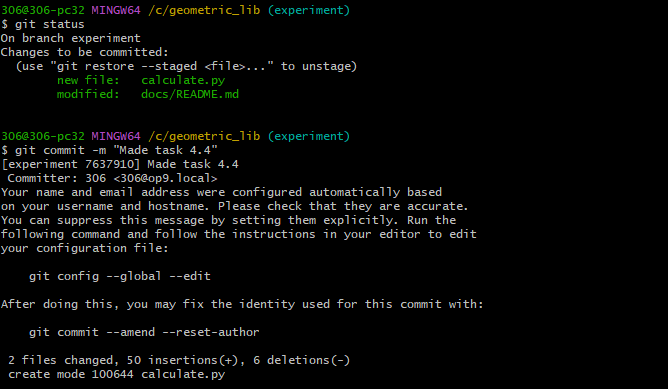 306@306-pc32 MINGW64 /c/geometric_lib (experiment)
$ git status
On branch experiment
Changes to be committed:
  (use "git restore --staged <file>..." to unstage)
        new file:   calculate.py
        modified:   docs/README.md

306@306-pc32 MINGW64 /c/geometric_lib (experiment)
$ git commit -m "Made task 4.4"
[experiment 7637910] Made task 4.4
 Committer: 306 <306@op9.local>
Your name and email address were configured automatically based
on your username and hostname. Please check that they are accurate.
You can suppress this message by setting them explicitly. Run the
following command and follow the instructions in your editor to edit
your configuration file:

    git config --global --edit

After doing this, you may fix the identity used for this commit with:

    git commit --amend --reset-author

 2 files changed, 50 insertions(+), 6 deletions(-)
 create mode 100644 calculate.py